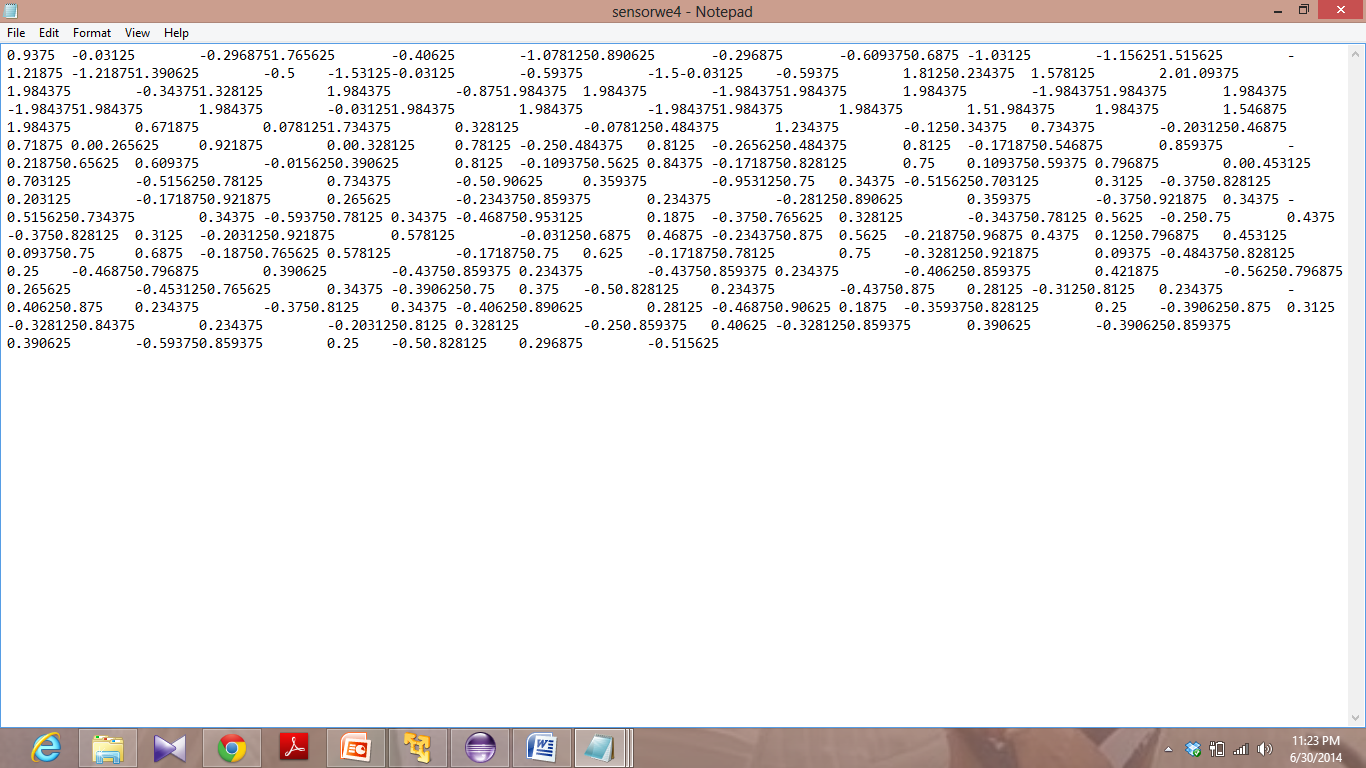 sensorwe4 - Notepad
File Edit Format View Help
0.9375 -0.03125 -0.2968751.765625 -0.40625 -1.0781250.890625 -0.296875 -0.6093750.6875 -1.03125 -1.156251.515625 -
1.21875 -1.218751.390625 -0.5 -1.53125-0.03125 -0.59375 -1.5-0.03125 -0.59375 1.81250.234375 1.578125 2.01.09375
1.984375 -0.343751.328125 1.984375 -0.8751.984375 1.984375 -1.9843751.984375 1.984375 -1.9843751.984375 1.984375
-1.9843751.984375 1.984375 -0.031251.984375 1.984375 -1.9843751.984375 1.984375 1.51.984375 1.984375 1.546875
1.984375 0.671875 0.0781251.734375 0.328125 -0.0781250.484375 1.234375 -0.1250.34375 0.734375 -0.2031250.46875
0.71875 0.00.265625 0.921875 0.00.328125 0.78125 -0.250.484375 0.8125 -0.2656250.484375 0.8125 -0.1718750.546875 0.859375 -
0.218750.65625 0.609375 -0.0156250.390625 0.8125 -0.1093750.5625 0.84375 -0.1718750.828125 0.75 0.1093750.59375 0.796875 0.00.453125
0.703125 -0.5156250.78125 0.734375 -0.50.90625 0.359375 -0.9531250.75 0.34375 -0.5156250.703125 0.3125 -0.3750.828125
0.203125 -0.1718750.921875 0.265625 -0.2343750.859375 0.234375 -0.281250.890625 0.359375 -0.3750.921875 0.34375 -
0.5156250.734375 0.34375 -0.593750.78125 0.34375 -0.468750.953125 0.1875 -0.3750.765625 0.328125 -0.343750.78125 0.5625 -0.250.75 0.4375
-0.3750.828125 0.3125 -0.2031250.921875 0.578125 -0.031250.6875 0.46875 -0.2343750.875 0.5625 -0.218750.96875 0.4375 0.1250.796875 0.453125
0.093750.75 0.6875 -0.18750.765625 0.578125 -0.1718750.75 0.625 -0.1718750.78125 0.75 -0.3281250.921875 0.09375 -0.4843750.828125
0.25 -0.468750.796875 0.390625 -0.43750.859375 0.234375 -0.43750.859375 0.234375 -0.406250.859375 0.421875 -0.56250.796875
0.265625 -0.4531250.765625 0.34375 -0.3906250.75 0.375 -0.50.828125 0.234375 -0.43750.875 0.28125 -0.31250.8125 0.234375 -
0.406250.875 0.234375 -0.3750.8125 0.34375 -0.406250.890625 0.28125 -0.468750.90625 0.1875 -0.3593750.828125 0.25 -0.3906250.875 0.3125
-0.3281250.84375 0.234375 -0.2031250.8125 0.328125 -0.250.859375 0.40625 -0.3281250.859375 0.390625 -0.3906250.859375
0.390625 -0.593750.859375 0.25 -0.50.828125 0.296875 -0.515625
11:23 PM
6/30/2014